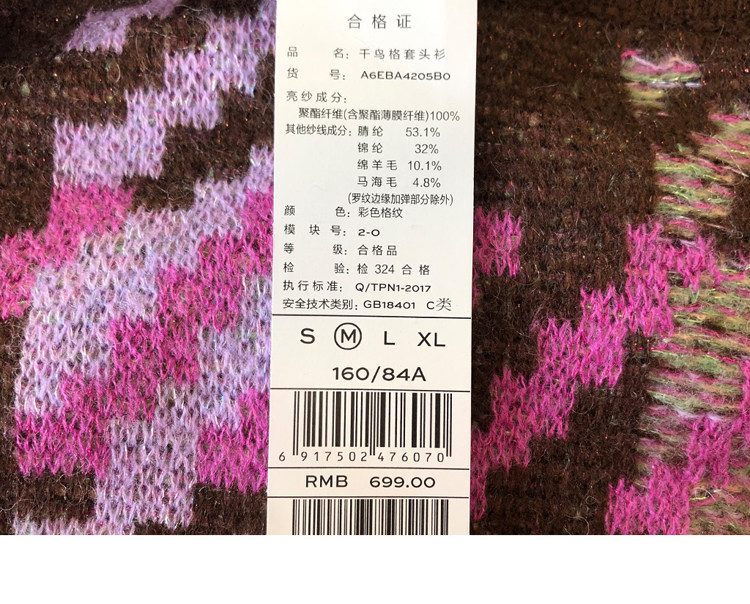 合格证
品 名：千鸟格套头衫
货 号：A6EBA4205B0
亮纱成分：
聚酯纤维(含聚酯薄膜纤维)100%
其他纱线成分：腈纶 53.1%
锦纶 32%
绵羊毛 10.1%
马海毛 4.8%
(罗纹边缘加弹部分除外)
颜 色：彩色格纹
模 块 号：2-0
等 级：合格品
检 验：检 324 合格
执行标准：Q/TPN1-2017
安全技术类别：GB18401 C类
S M L XL
160/84A
6 917502 476070
RMB 699.00